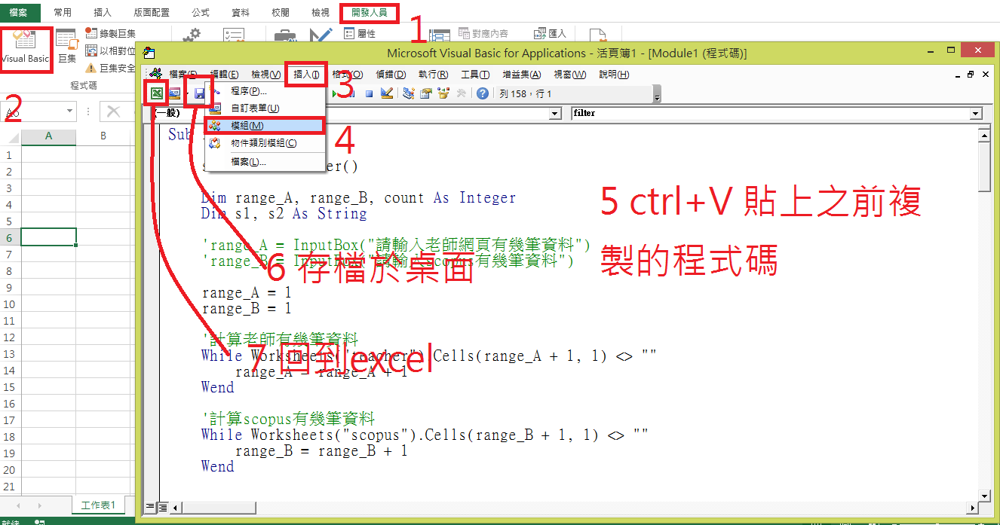 檔案 常用 插入 版面配置 公式 資料 校閱 檢視 開發人員
1
Visual Basic 巨集 錄製巨集 屬性 對應內容 匯入
以相對位
巨集安全
程式碼
2
Microsoft Visual Basic for Applications - 活頁簿1 - [Module1 (程式碼)]
檔案(F) 編輯(E) 檢視(V) 插入(I) 格式(O) 偵錯(D) 執行(R) 工具(T) 增益集(A) 視窗(W) 說明(H)
3
列 158，行 1
(一般) filter
程序(P)...
自訂表單(U)
模組(M)
物件類別模組(C)
檔案(L)...
4
Sub
er()
Dim range_A, range_B, count As Integer
Dim s1, s2 As String
'range_A = InputBox("請輸入老師網頁有幾筆資料")
'range_B = InputBox("請輸入scopus有幾筆資料")
range_A = 1
range_B = 1
'計算老師有幾筆資料
While Worksheets("teacher").Cells(range_A + 1, 1) <> ""
range_A = range_A + 1
Wend
'計算scopus有幾筆資料
While Worksheets("scopus").Cells(range_B + 1, 1) <> ""
range_B = range_B + 1
Wend
5 ctrl+V 貼上之前複
製的程式碼
6 存檔於桌面
7 回到excel
A B
1
2
3
4
5
6
7
8
9
10
11
12
13
14
15
16
17
18
19
20
21
工作表1
就緒